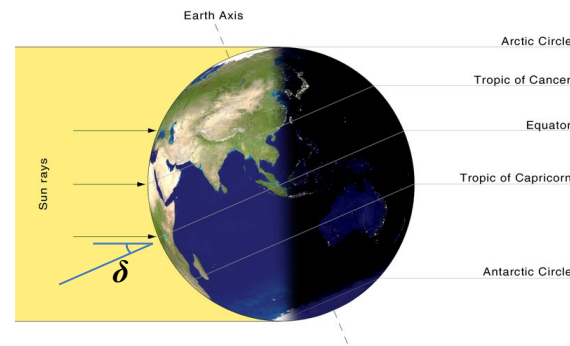 Earth Axis
Arctic Circle
Tropic of Cancer
Equator
Sun rays
Tropic of Capricorn
δ
Antarctic Circle